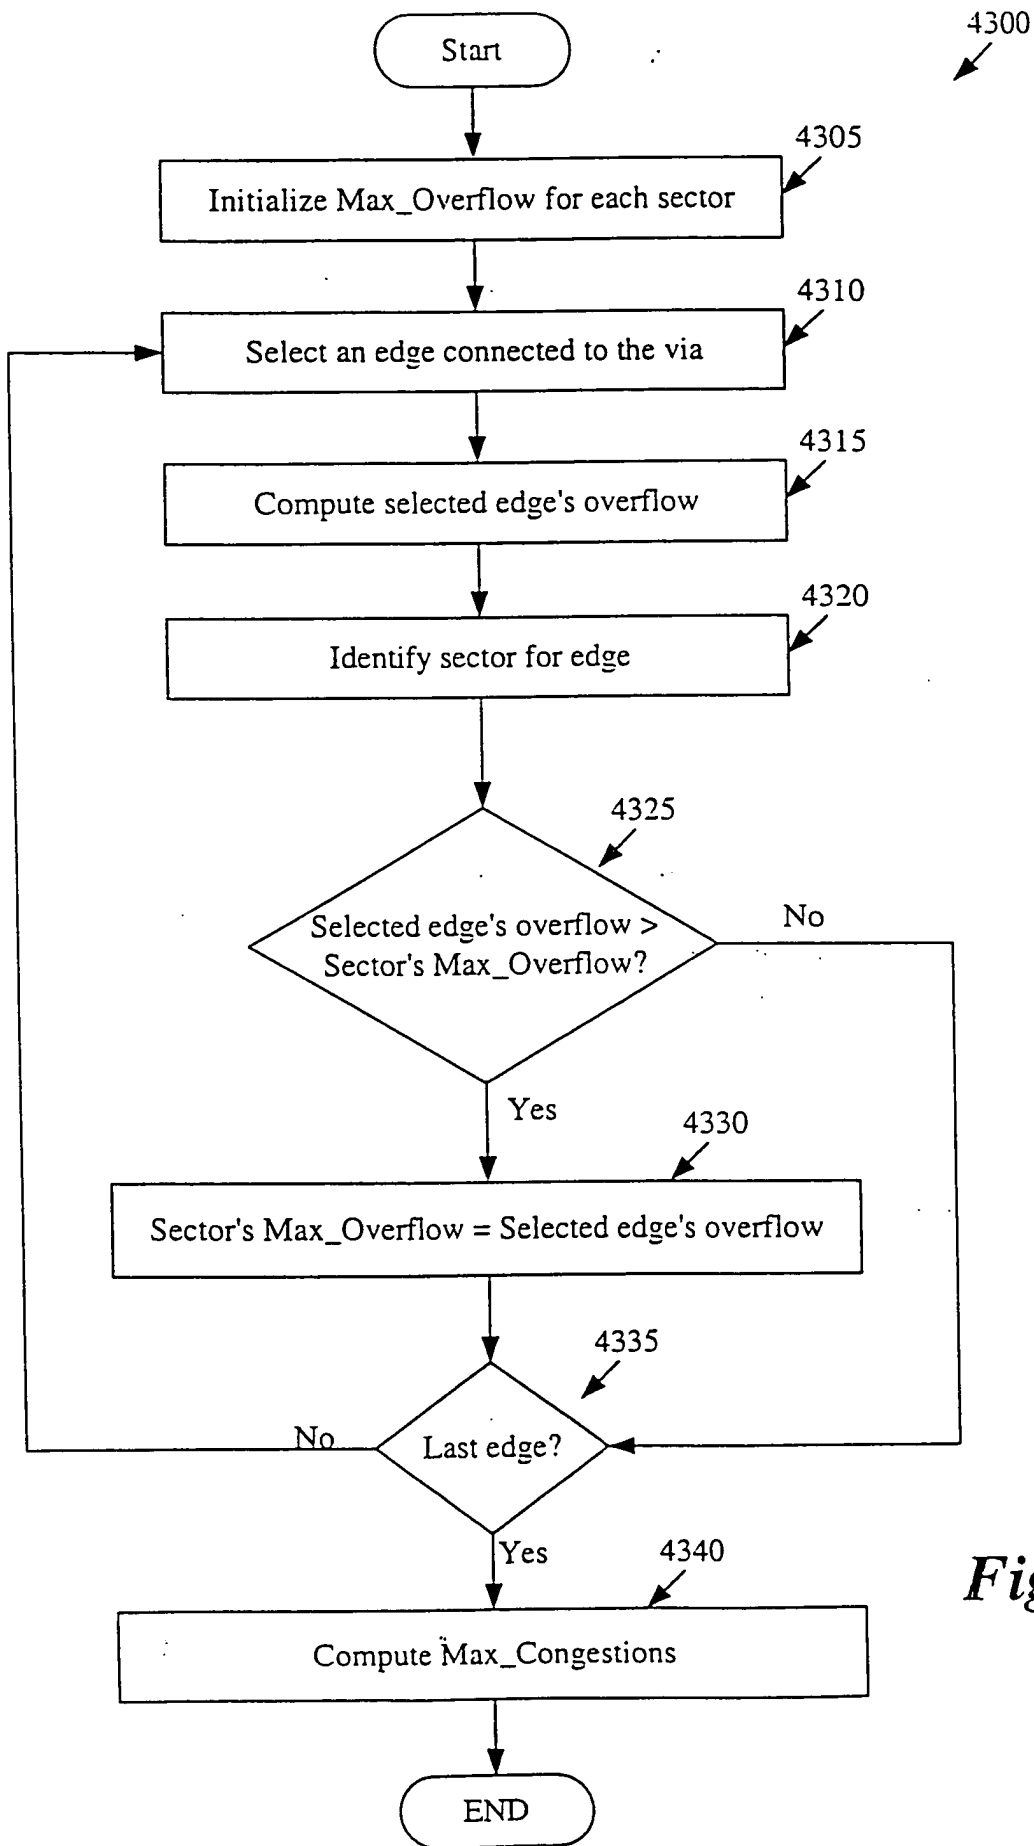 4300
Start
4305
Initialize Max_Overflow for each sector
4310
Select an edge connected to the via
4315
Compute selected edge's overflow
4320
Identify sector for edge
4325
Selected edge's overflow >
Sector's Max_Overflow?
No
Yes
4330
Sector's Max_Overflow = Selected edge's overflow
4335
Last edge?
No
Yes
4340
Compute Max_Congestions
END